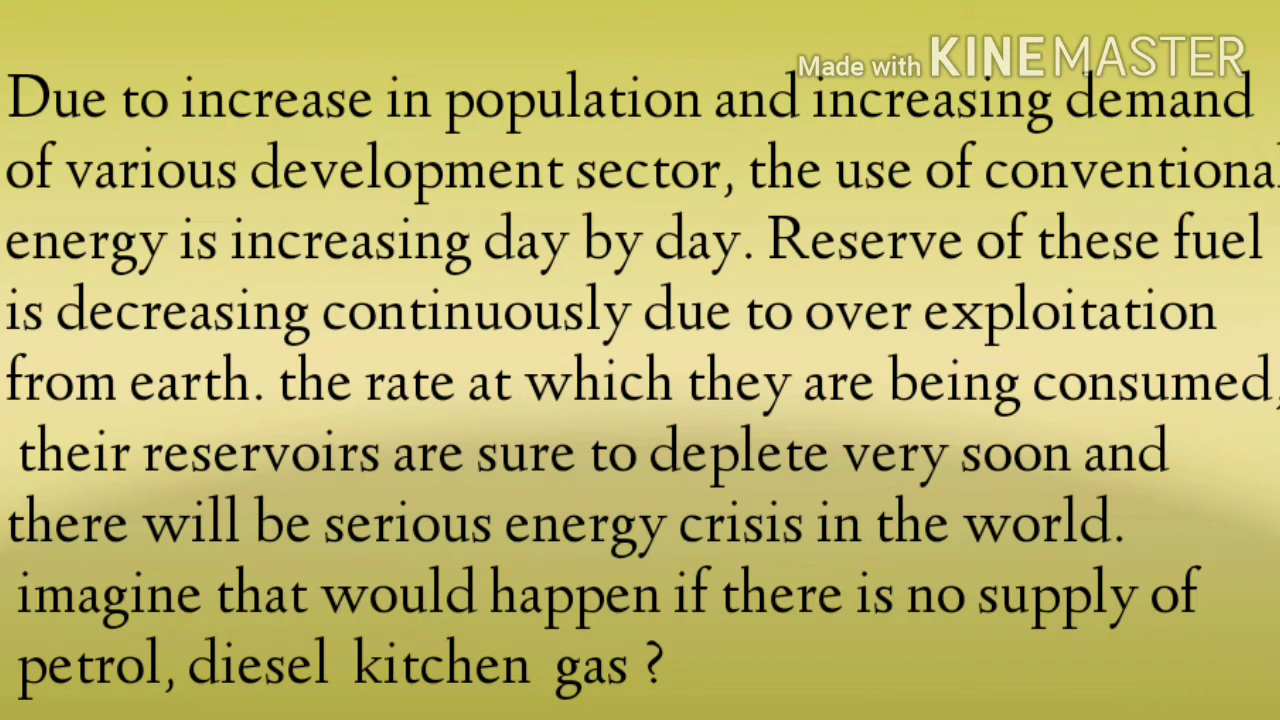 Made with KINEMASTER
Due to increase in population and increasing demand
of various development sector, the use of conventional
energy is increasing day by day. Reserve of these fuel
is decreasing continuously due to over exploitation
from earth. the rate at which they are being consumed,
their reservoirs are sure to deplete very soon and
there will be serious energy crisis in the world.
imagine that would happen if there is no supply of
petrol, diesel kitchen gas ?